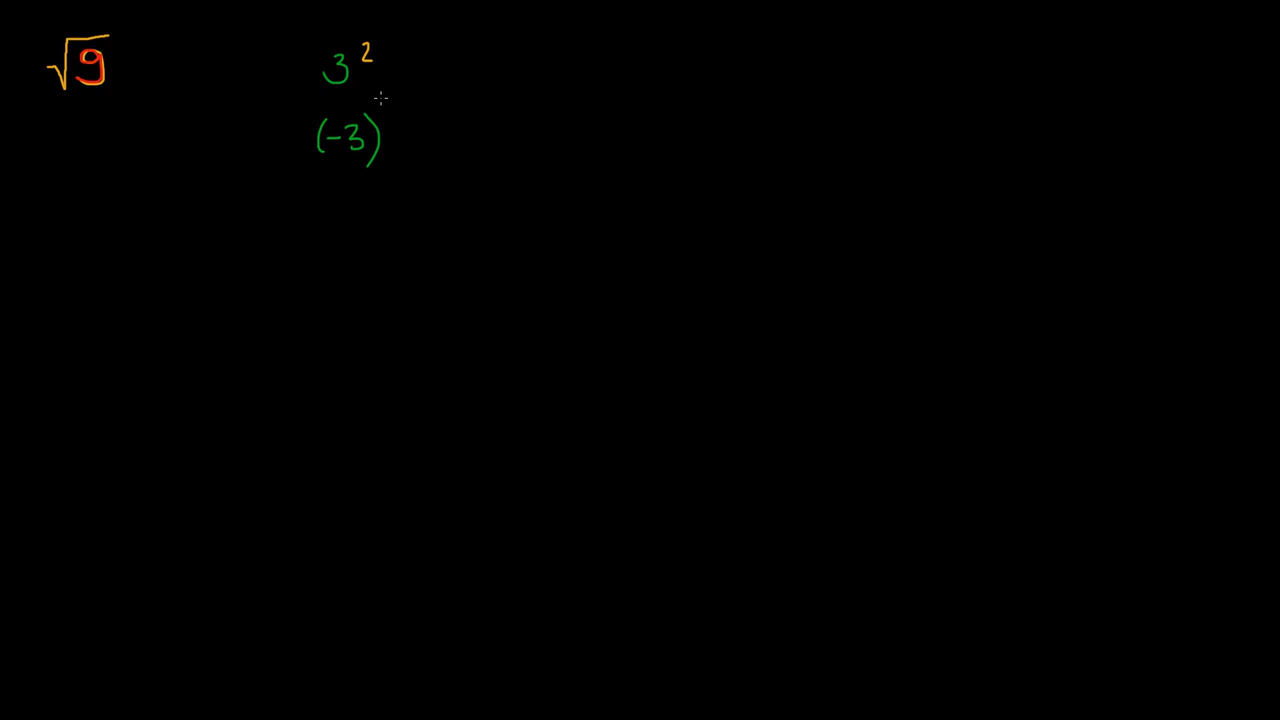 √9 3²
(-3)